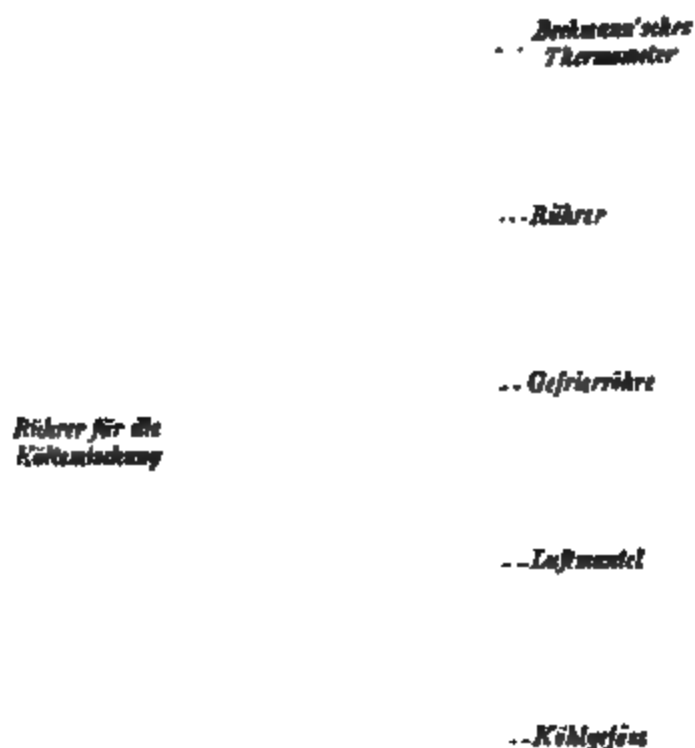 Beckmann'sches
Thermometer
Rührer
Gefrierröhre
Rührer für die
Kältemischung
Luftmantel
Kühlgefäss